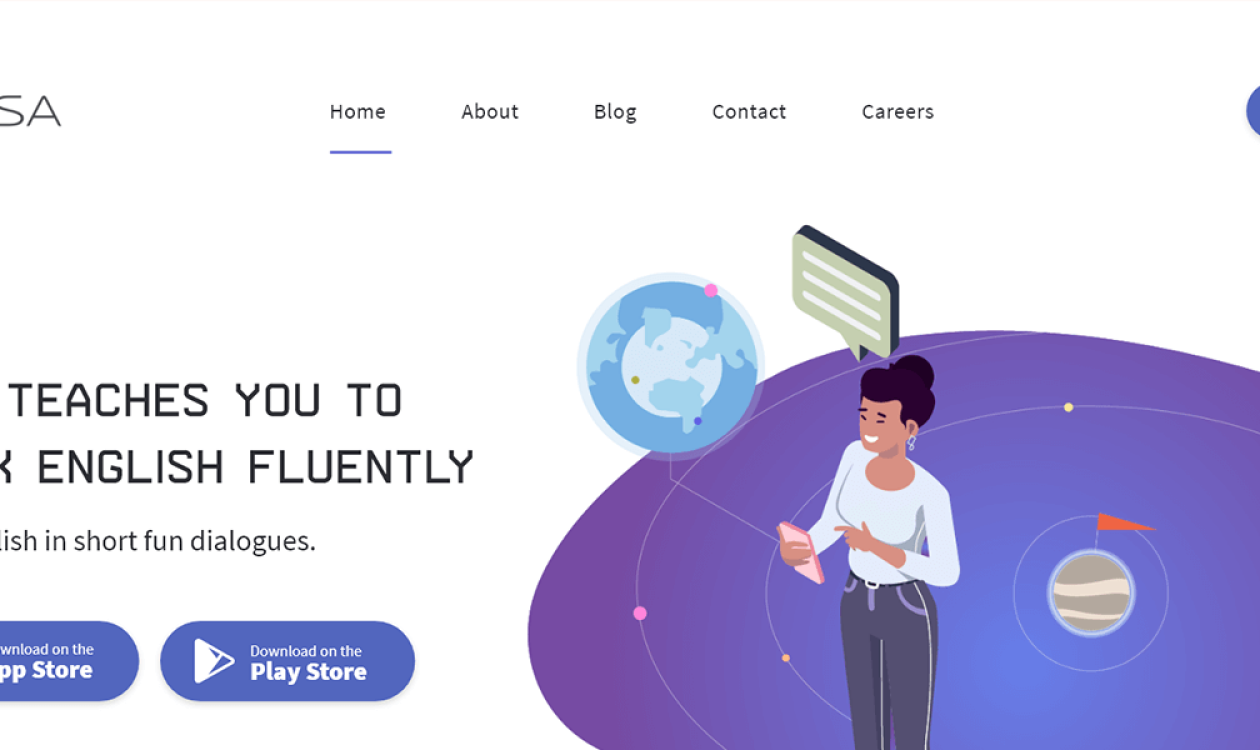 SA
Home About Blog Contact Careers
TEACHES YOU TO
K ENGLISH FLUENTLY
lish in short fun dialogues.
wnload on the
pp Store
Download on the
Play Store